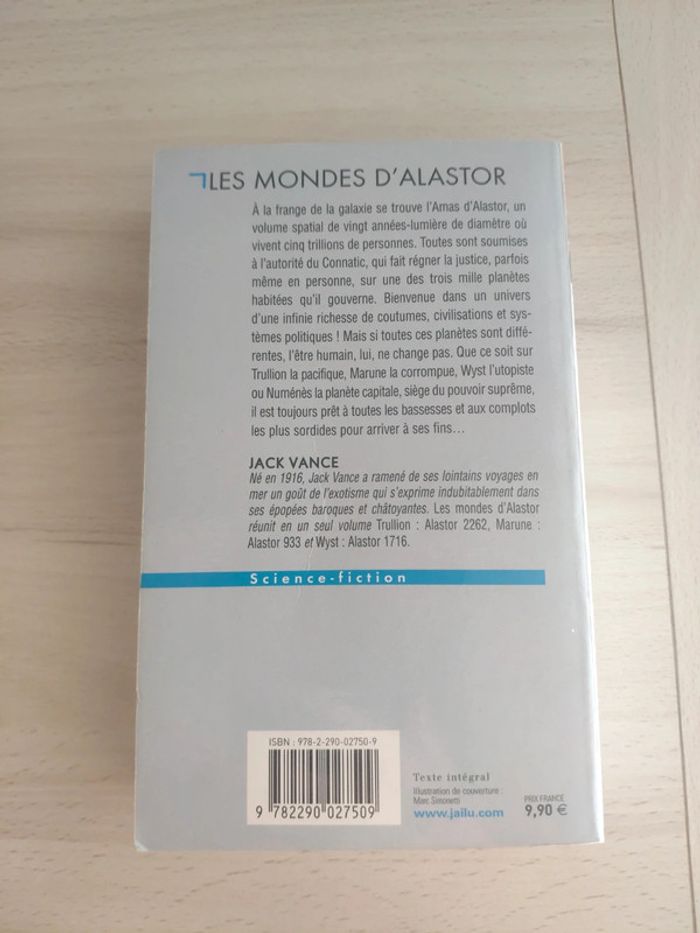 LES MONDES D'ALASTOR
À la frange de la galaxie se trouve l'Amas d'Alastor, un
volume spatial de vingt années-lumière de diamètre où
vivent cinq trillions de personnes. Toutes sont soumises
à l'autorité du Connatic, qui fait régner la justice, parfois
même en personne, sur une des trois mille planètes
habitées qu'il gouverne. Bienvenue dans un univers
d'une infinie richesse de coutumes, civilisations et sys-
tèmes politiques ! Mais si toutes ces planètes sont diffé-
rentes, l'être humain, lui, ne change pas. Que ce soit sur
Trullion la pacifique, Marune la corrompue, Wyst l'utopiste
ou Numénès la planète capitale, siège du pouvoir suprême,
il est toujours prêt à toutes les bassesses et aux complots
les plus sordides pour arriver à ses fins…
JACK VANCE
Né en 1916, Jack Vance a ramené de ses lointains voyages en
mer un goût de l'exotisme qui s'exprime indubitablement dans
ses épopées baroques et châtoyantes. Les mondes d'Alastor
réunit en un seul volume Trullion : Alastor 2262, Marune :
Alastor 933 et Wyst : Alastor 1716.
Science-fiction
ISBN : 978-2-290-02750-9
9 782290 027509
Texte intégral
Illustration de couverture :
Marc Simonetti
www.jailu.com
PRIX FRANCE
9,90 €